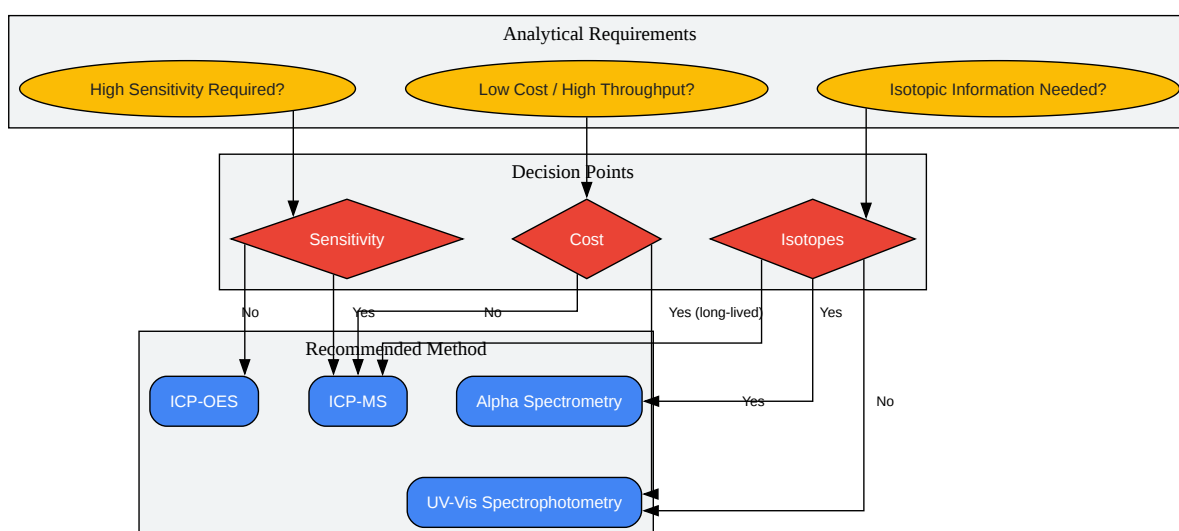 Analytical Requirements
High Sensitivity Required?
Low Cost / High Throughput?
Isotopic Information Needed?
Decision Points
Sensitivity
Cost
Isotopes
No
Yes
No
Yes (long-lived)
Yes
Recommended Method
ICP-OES
ICP-MS
Alpha Spectrometry
Yes
No
UV-Vis Spectrophotometry